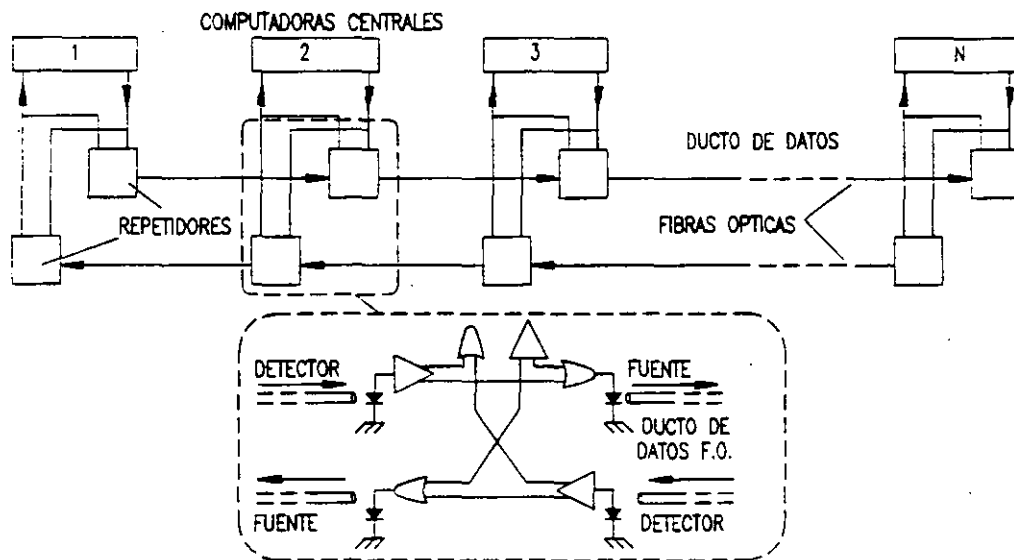 COMPUTADORAS CENTRALES
1
2
3
N
DUCTO DE DATOS
REPETIDORES
FIBRAS OPTICAS
DETECTOR
FUENTE
DUCTO DE
DATOS F.O.
FUENTE
DETECTOR